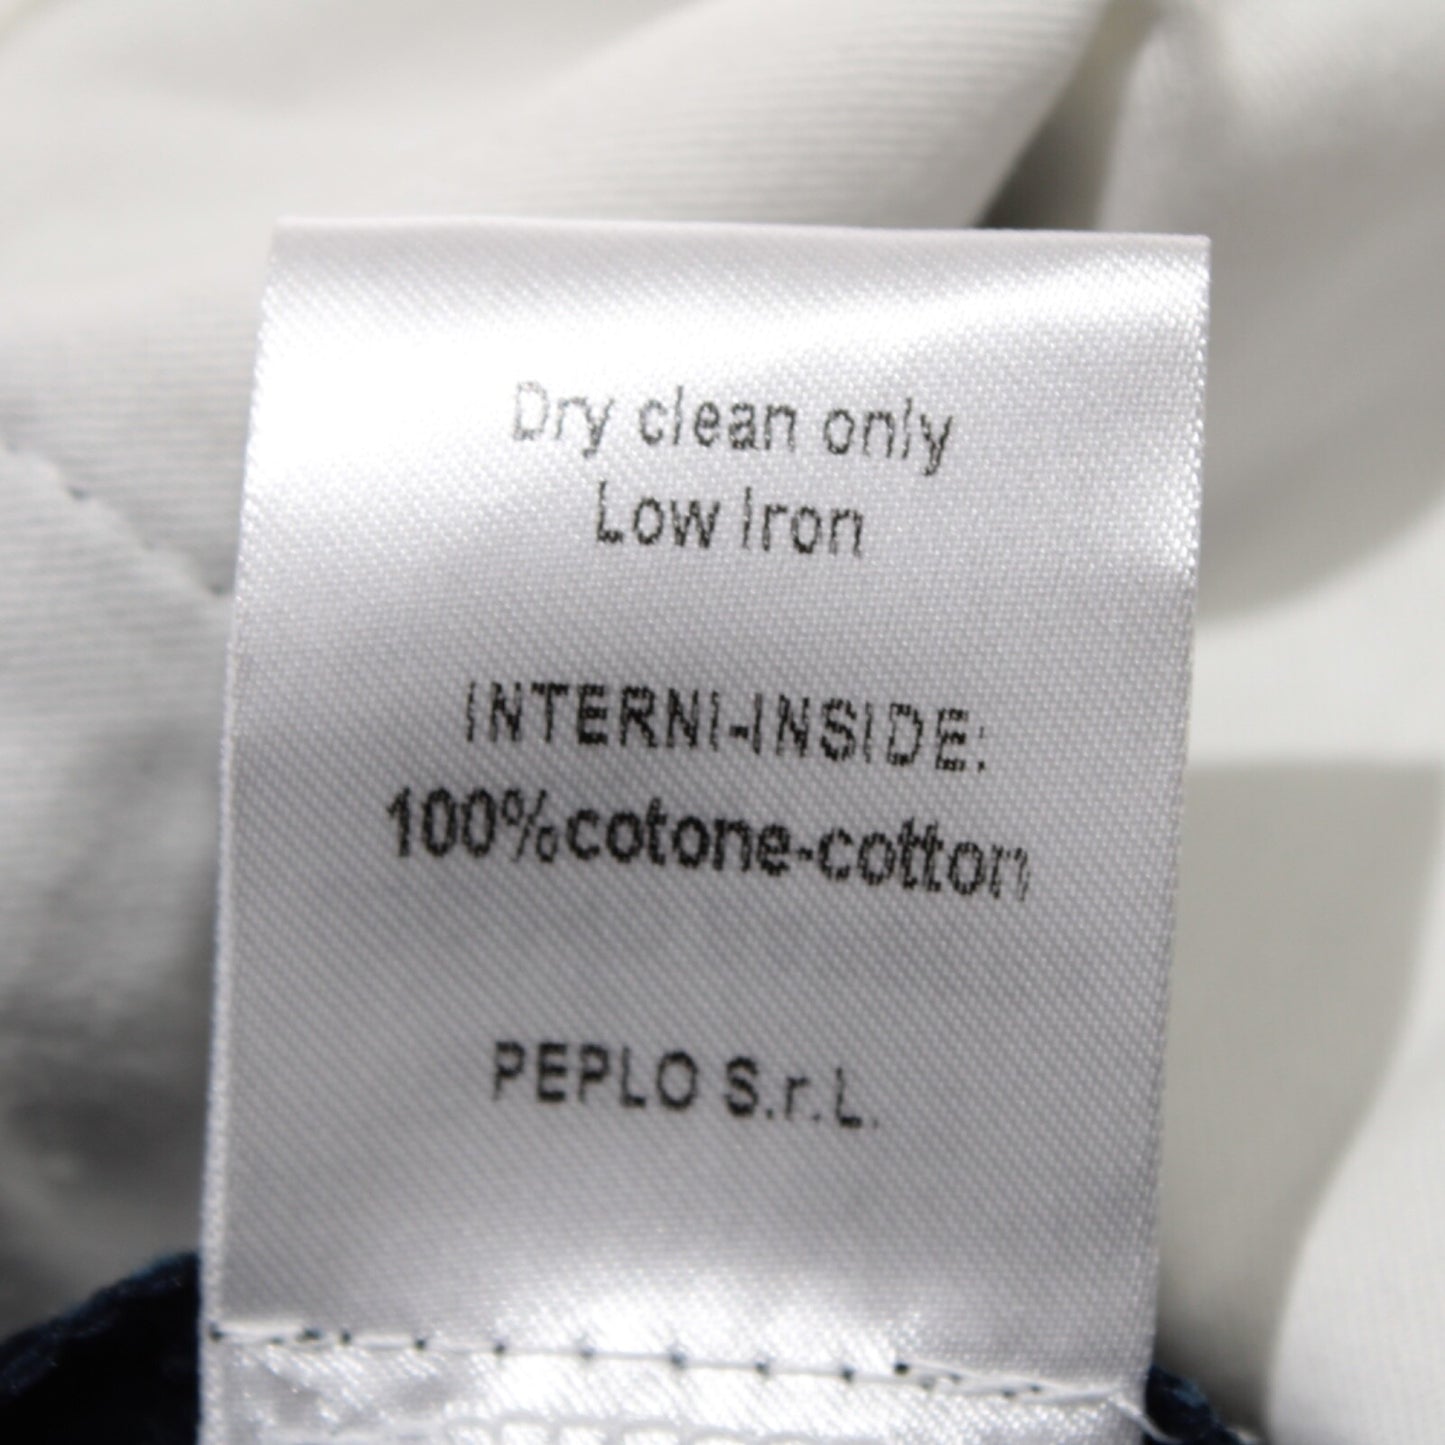 Dry clean only
Low Iron
INTERNI-INSIDE:
100%cotone-cotton
PEPLO S.r.L.